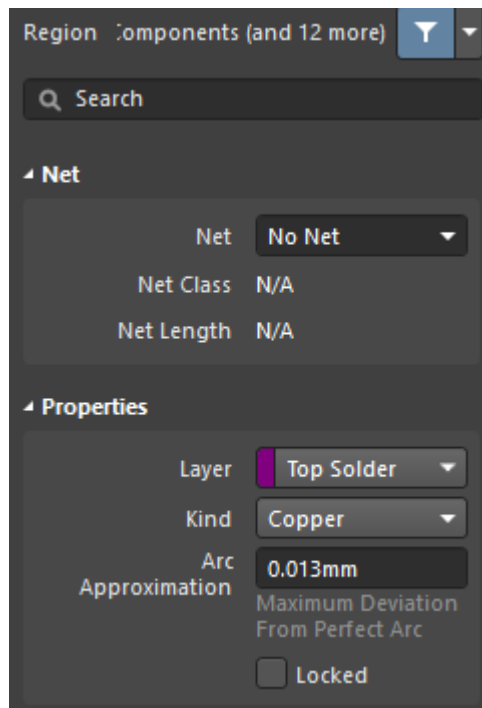 Region Components (and 12 more)
Search
Net
Net No Net
Net Class N/A
Net Length N/A
Properties
Layer Top Solder
Kind Copper
Arc
Approximation 0.013mm
Maximum Deviation
From Perfect Arc
Locked